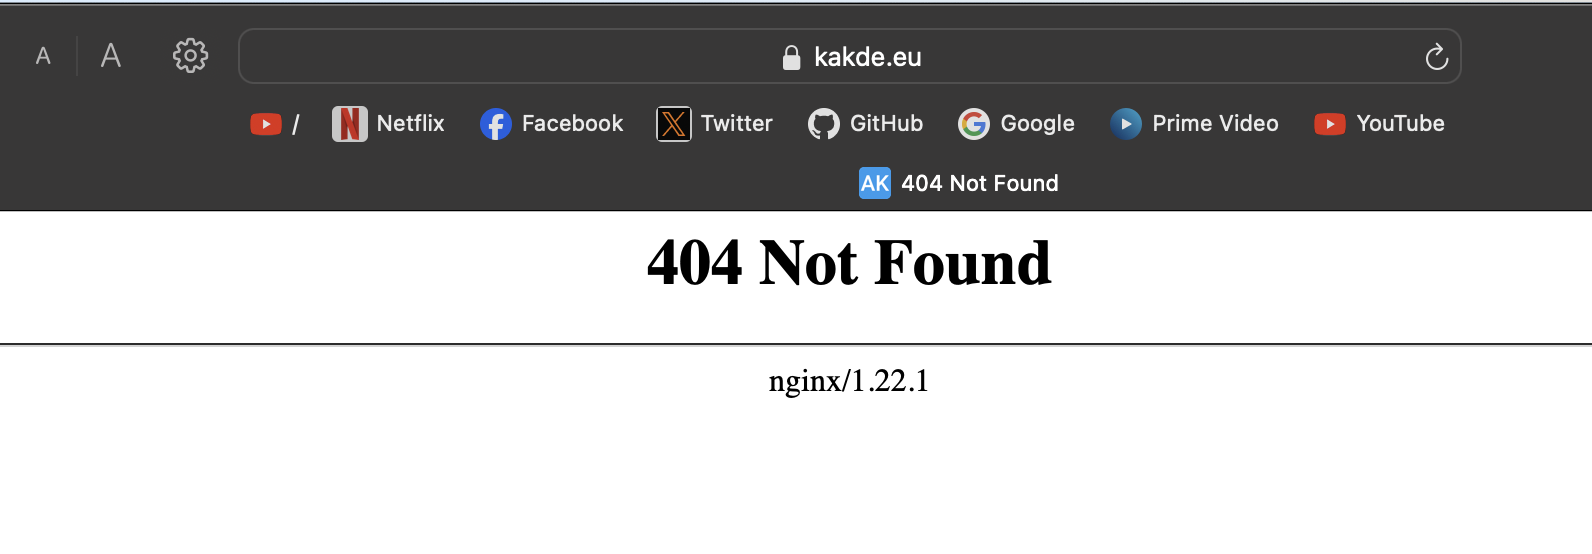 A A kakde.eu
/ Netflix Facebook Twitter GitHub Google Prime Video YouTube
AK 404 Not Found
404 Not Found
nginx/1.22.1